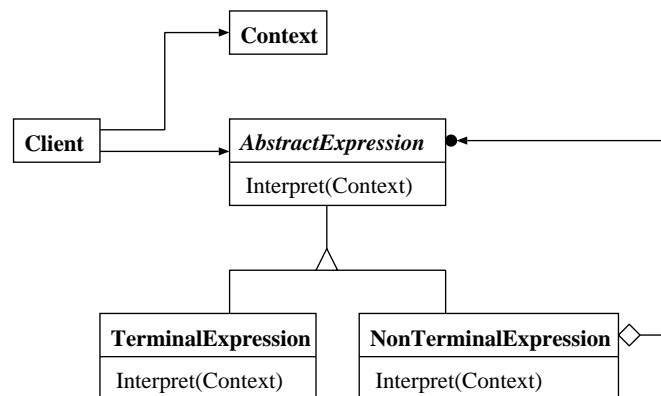 Context
Client
AbstractExpression
Interpret(Context)
TerminalExpression
Interpret(Context)
NonTerminalExpression
Interpret(Context)